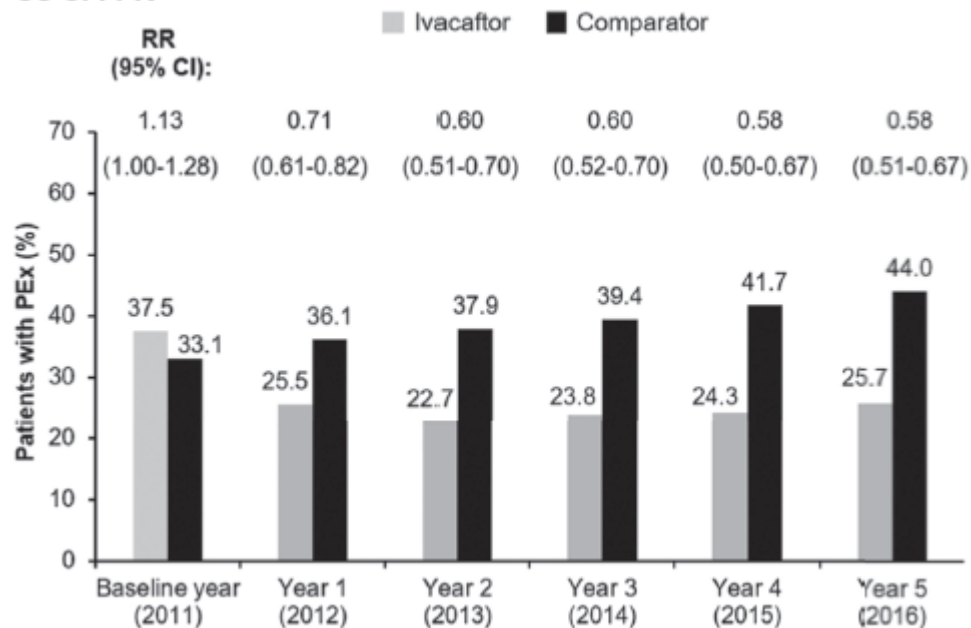 Ivacaftor Comparator
RR
(95% CI):
1.13 0.71 0.60 0.60 0.58 0.58
(1.00-1.28) (0.61-0.82) (0.51-0.70) (0.52-0.70) (0.50-0.67) (0.51-0.67)
Patients with PEx (%)
70
60
50
40
30
20
10
0
37.5 33.1
25.5 36.1
22.7 37.9
23.8 39.4
24.3 41.7
25.7 44.0
Baseline year Year 1 Year 2 Year 3 Year 4 Year 5
(2011) (2012) (2013) (2014) (2015) (2016)